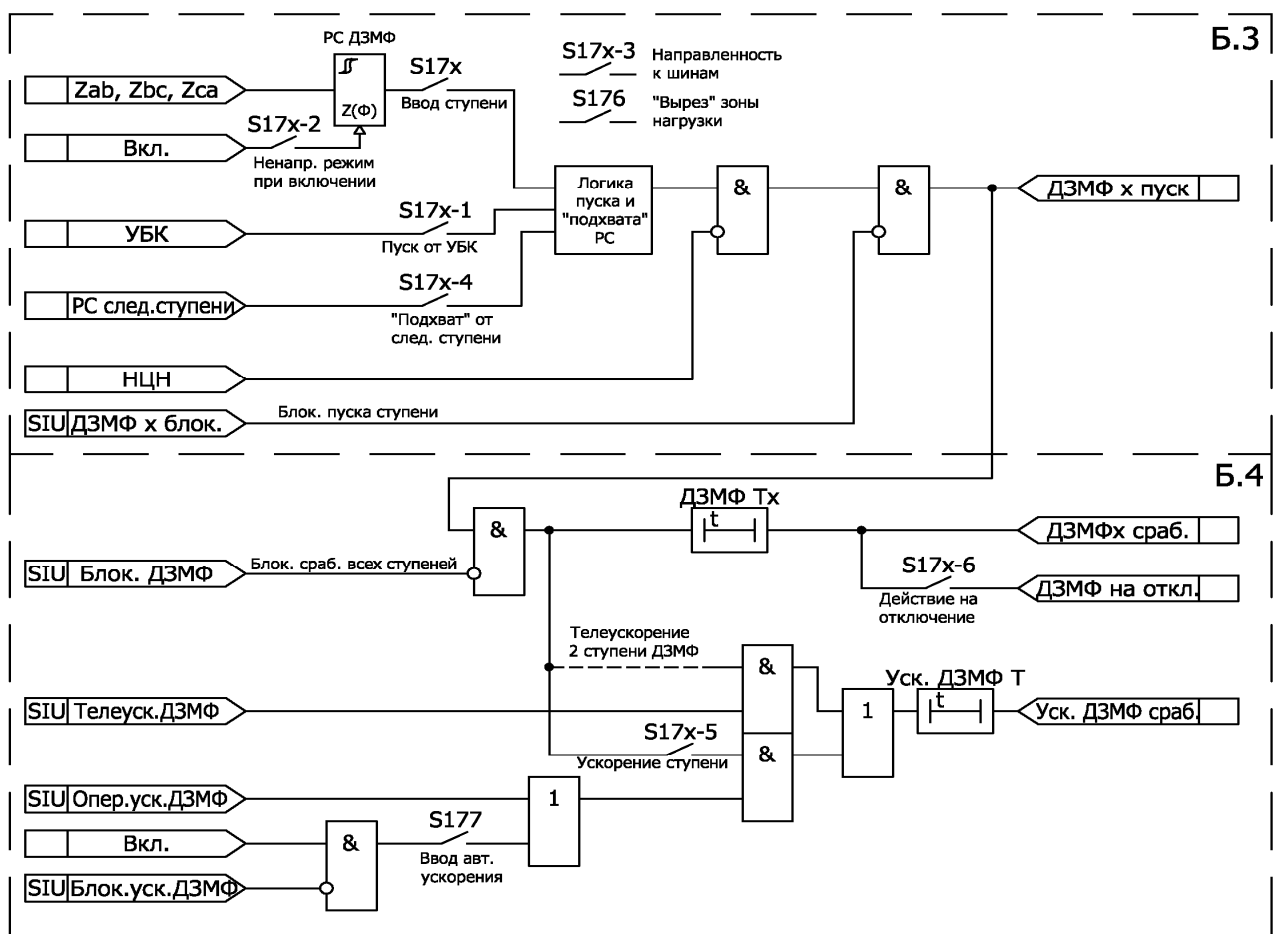 Б.3
РС ДЗМФ
Zab, Zbc, Zca
Z(Ф)
S17x
Ввод ступени
S17x-3
Направленность
к шинам
S176
"Вырез" зоны
нагрузки
Вкл.
S17x-2
Ненапр. режим
при включении
УБК
S17x-1
Пуск от УБК
Логика
пуска и
"подхвата"
РС
&
&
ДЗМФ x пуск
РС след.ступени
S17x-4
"Подхват" от
след. ступени
НЦН
SIU ДЗМФ x блок.
Блок. пуска ступени
Б.4
ДЗМФ Tx
&
t
ДЗМФx сраб.
SIU Блок. ДЗМФ
Блок. сраб. всех ступеней
S17x-6
Действие на
отключение
ДЗМФ на откл.
Телеускорение
2 ступени ДЗМФ
&
SIU Телеуск.ДЗМФ
1
Уск. ДЗМФ T
t
Уск. ДЗМФ сраб.
S17x-5
Ускорение ступени
&
SIU Опер.уск.ДЗМФ
1
Вкл.
&
S177
Ввод авт.
ускорения
SIU Блок.уск.ДЗМФ